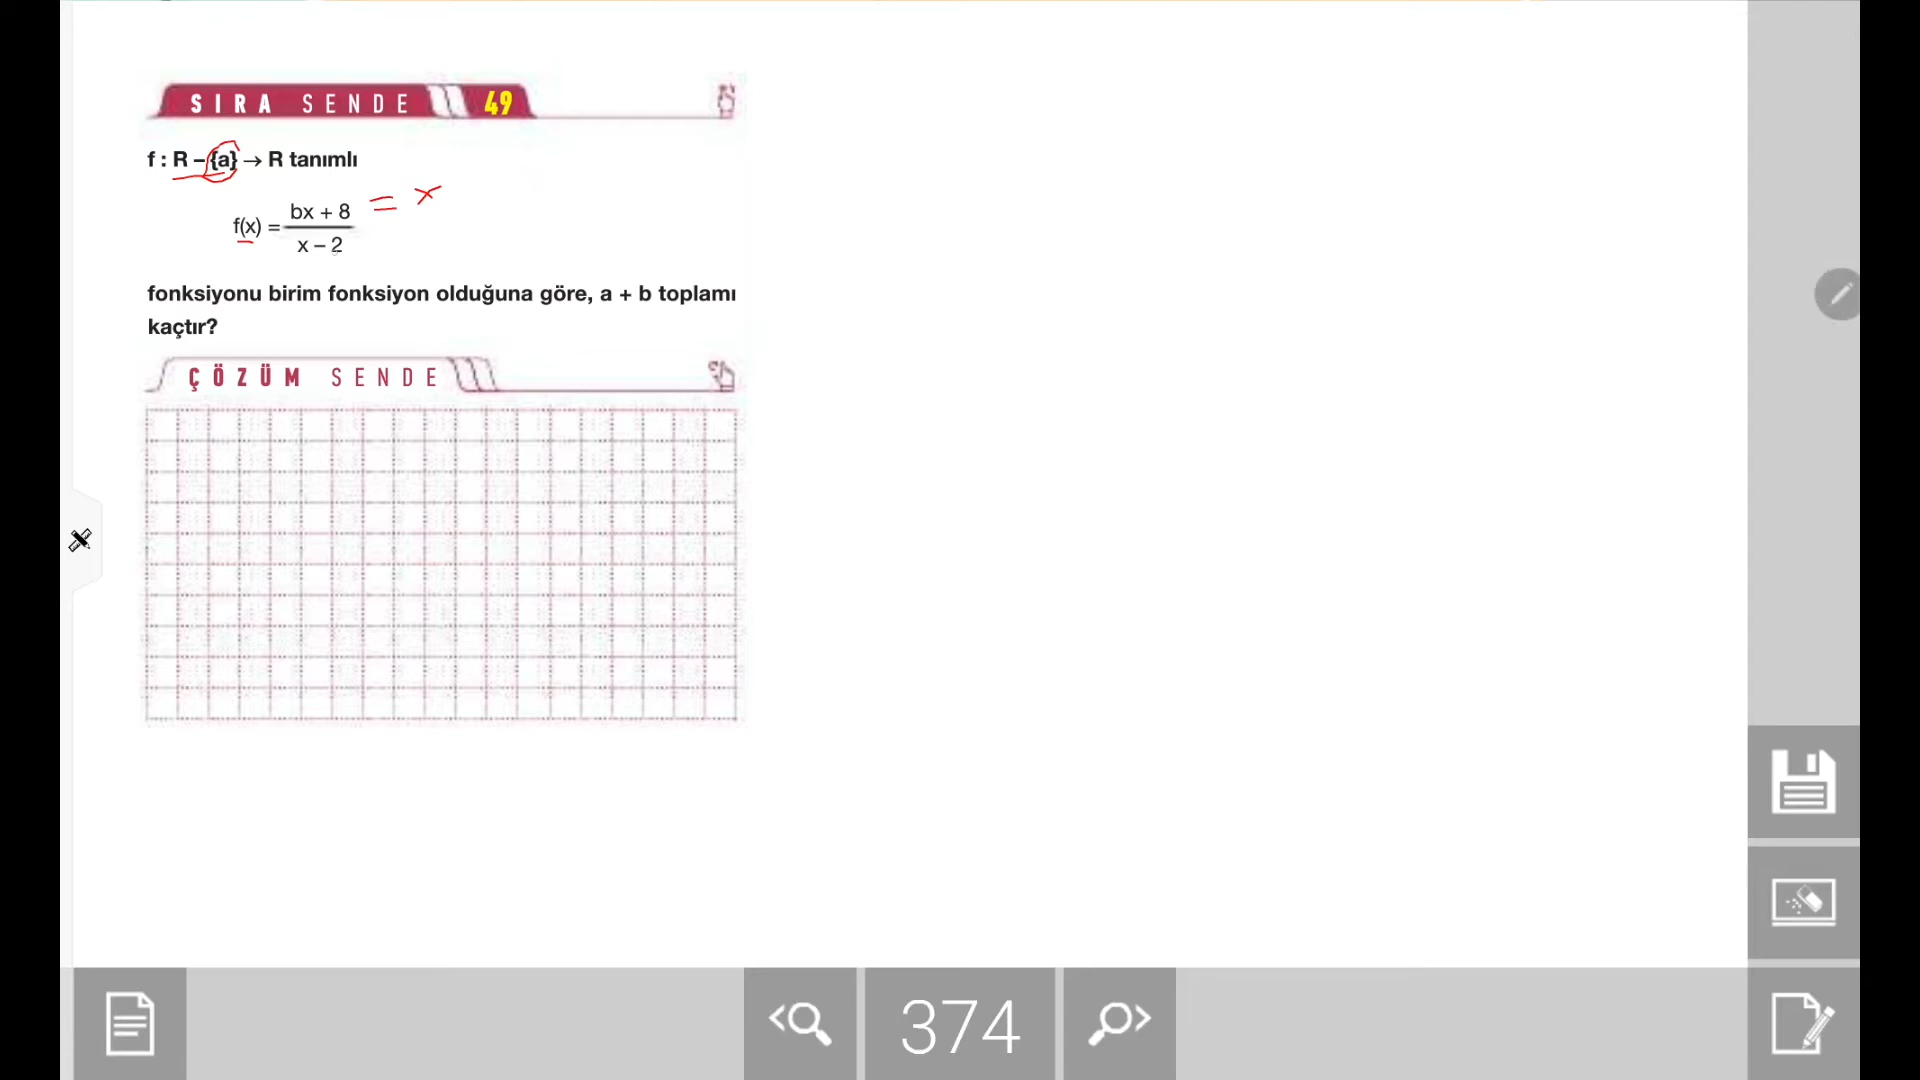 SIRA SENDE 49
f : R – {a} → R tanımlı
f(x) = bx + 8 / x – 2 = x
fonksiyonu birim fonksiyon olduğuna göre, a + b toplamı
kaçtır?
ÇÖZÜM SENDE
374